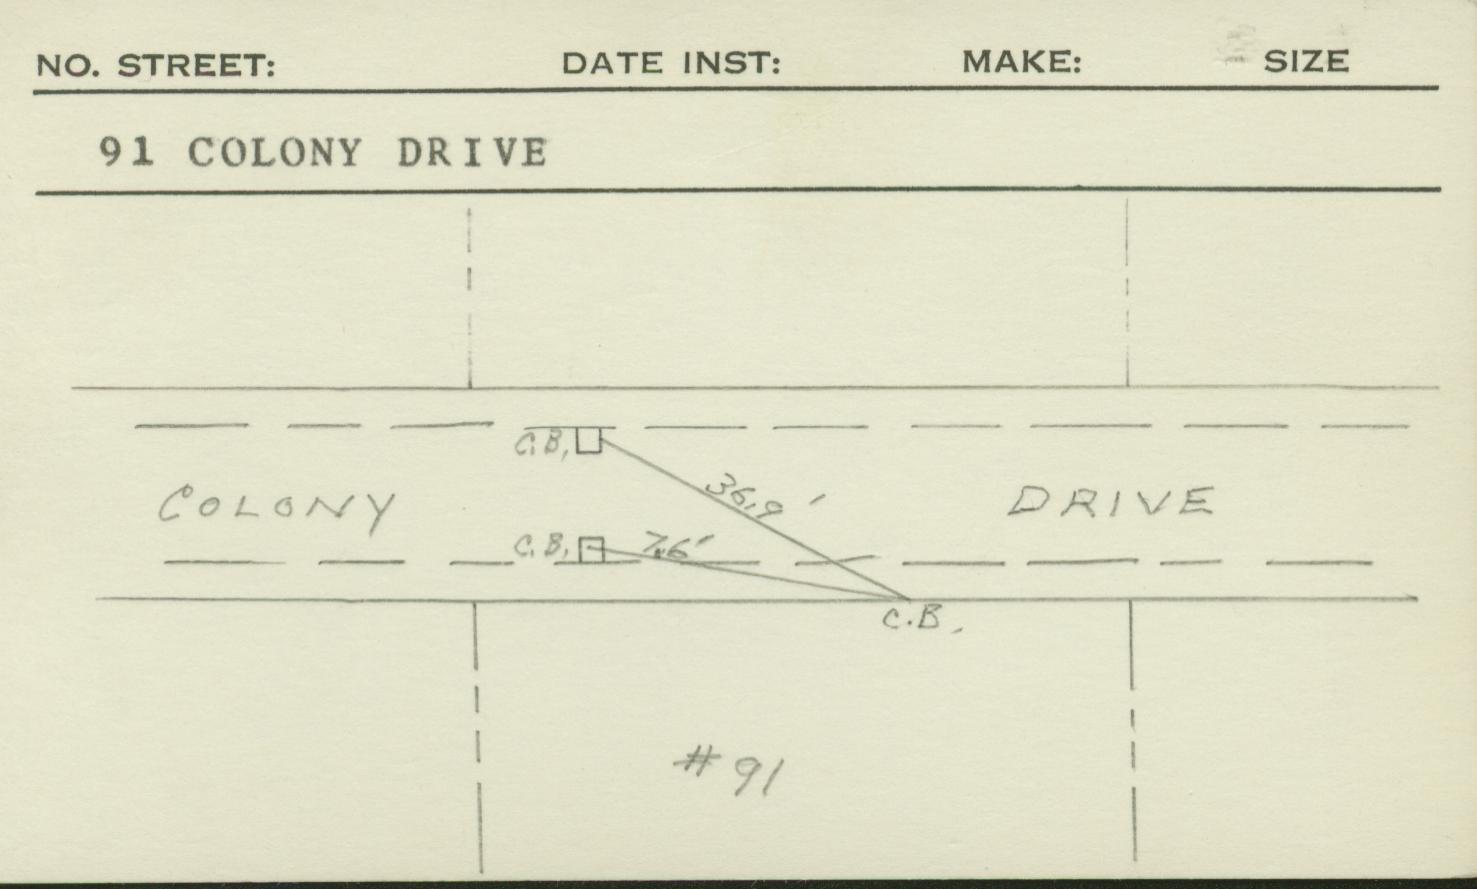 NO. STREET: DATE INST: MAKE: SIZE
91 COLONY DRIVE
C.B.
36.9'
COLONY DRIVE
C.B. 7.6'
C.B.
# 91